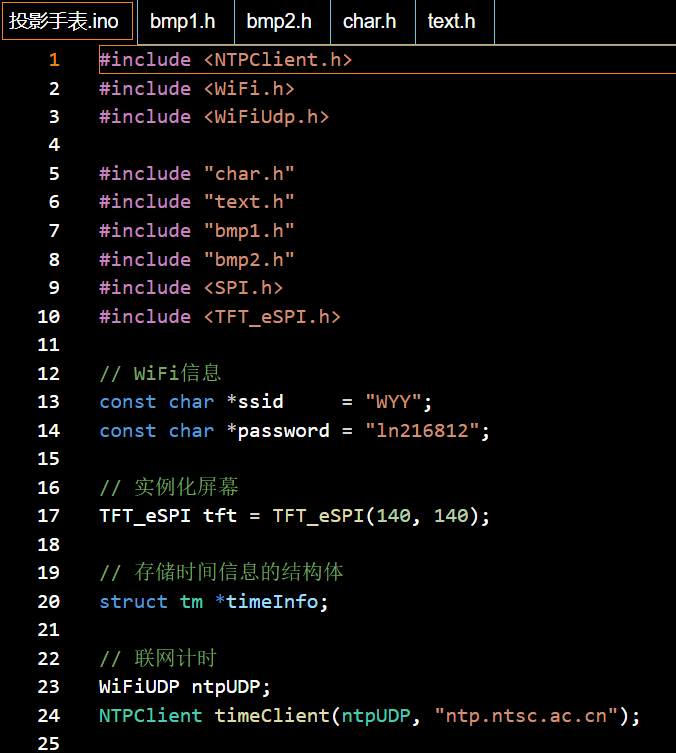 投影手表.ino bmp1.h bmp2.h char.h text.h
1 #include <NTPClient.h>
2 #include <WiFi.h>
3 #include <WiFiUdp.h>
4
5 #include "char.h"
6 #include "text.h"
7 #include "bmp1.h"
8 #include "bmp2.h"
9 #include <SPI.h>
10 #include <TFT_eSPI.h>
11
12 // WiFi信息
13 const char *ssid     = "WYY";
14 const char *password = "ln216812";
15
16 // 实例化屏幕
17 TFT_eSPI tft = TFT_eSPI(140, 140);
18
19 // 存储时间信息的结构体
20 struct tm *timeInfo;
21
22 // 联网计时
23 WiFiUDP ntpUDP;
24 NTPClient timeClient(ntpUDP, "ntp.ntsc.ac.cn");
25